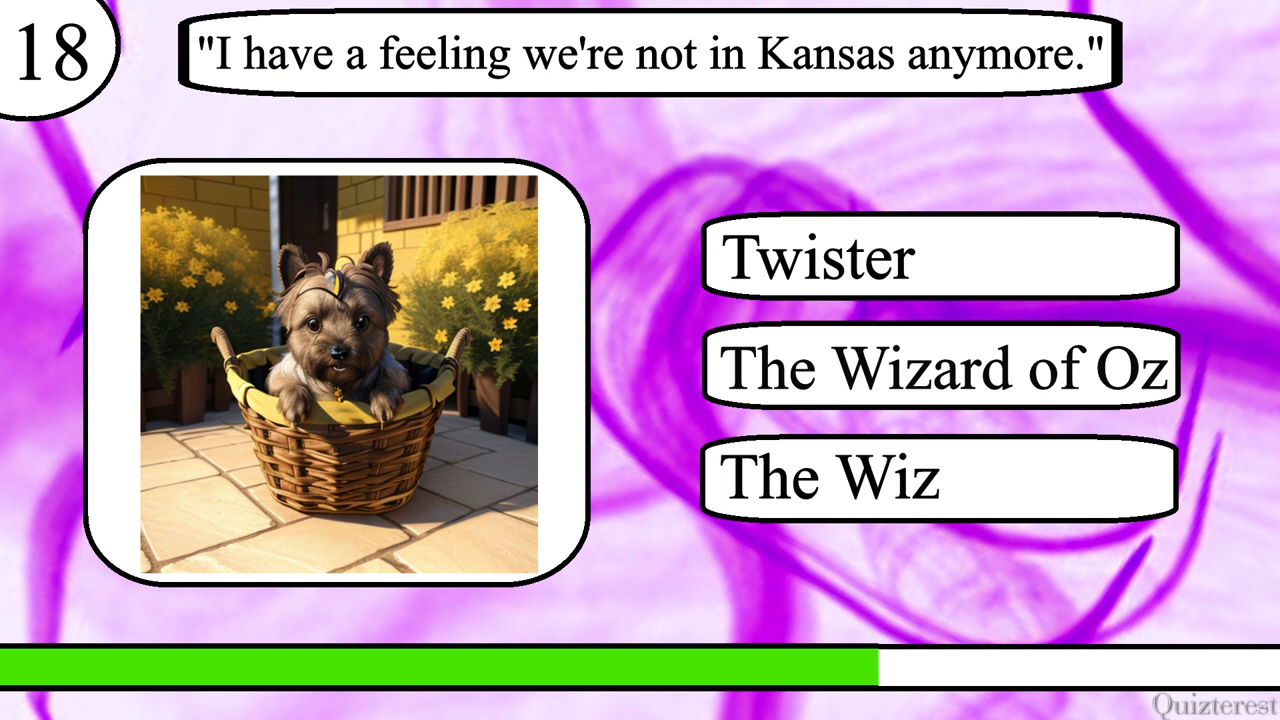 18
"I have a feeling we're not in Kansas anymore."
Twister
The Wizard of Oz
The Wiz
Quizterest